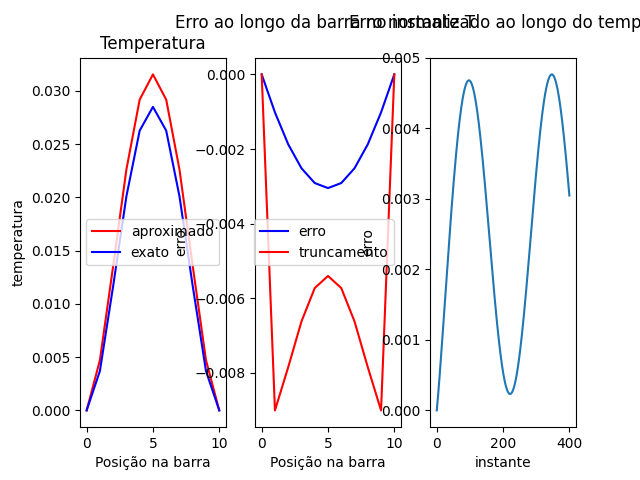 Temperatura
0.030
0.025
0.020
0.015
0.010
0.005
0.000
temperatura
aproximado
exato
0 5 10
Posição na barra
Erro ao longo da barra no instante T
0.000
−0.002
−0.004
−0.006
−0.008
erro
erro
truncamento
0 5 10
Posição na barra
Erro normalizado ao longo do temp
0.005
0.004
0.003
0.002
0.001
0.000
erro
0 200 400
instante